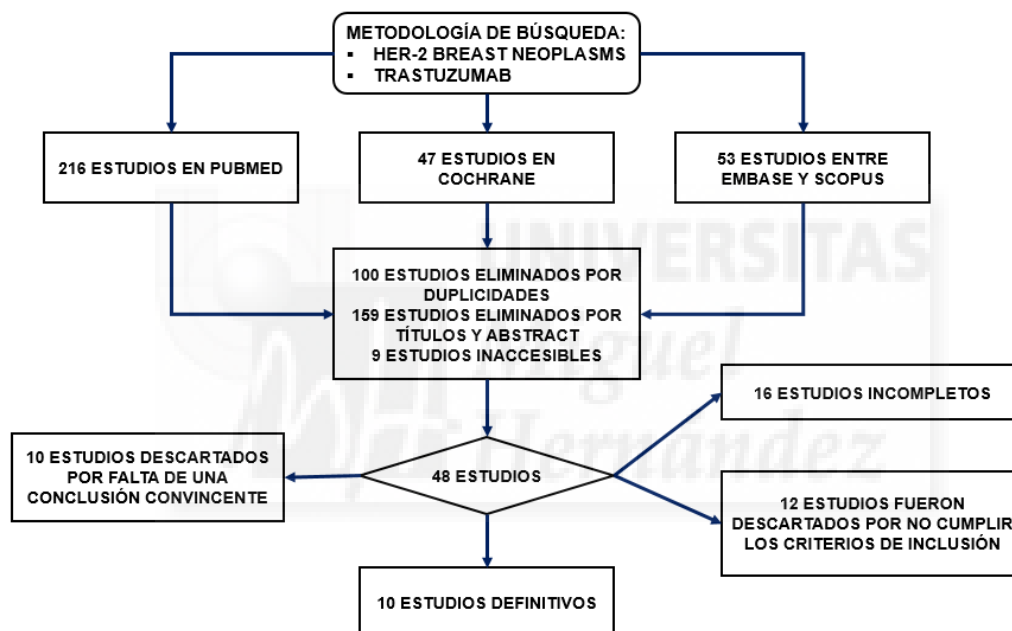 METODOLOGÍA DE BÚSQUEDA:
▪ HER-2 BREAST NEOPLASMS
▪ TRASTUZUMAB
216 ESTUDIOS EN PUBMED
47 ESTUDIOS EN
COCHRANE
53 ESTUDIOS ENTRE
EMBASE Y SCOPUS
UNIVERSITAS
Miguel
Hernández
100 ESTUDIOS ELIMINADOS POR
DUPLICIDADES
159 ESTUDIOS ELIMINADOS POR
TÍTULOS Y ABSTRACT
9 ESTUDIOS INACCESIBLES
16 ESTUDIOS INCOMPLETOS
10 ESTUDIOS DESCARTADOS
POR FALTA DE UNA
CONCLUSIÓN CONVINCENTE
48 ESTUDIOS
12 ESTUDIOS FUERON
DESCARTADOS POR NO CUMPLIR
LOS CRITERIOS DE INCLUSIÓN
10 ESTUDIOS DEFINITIVOS